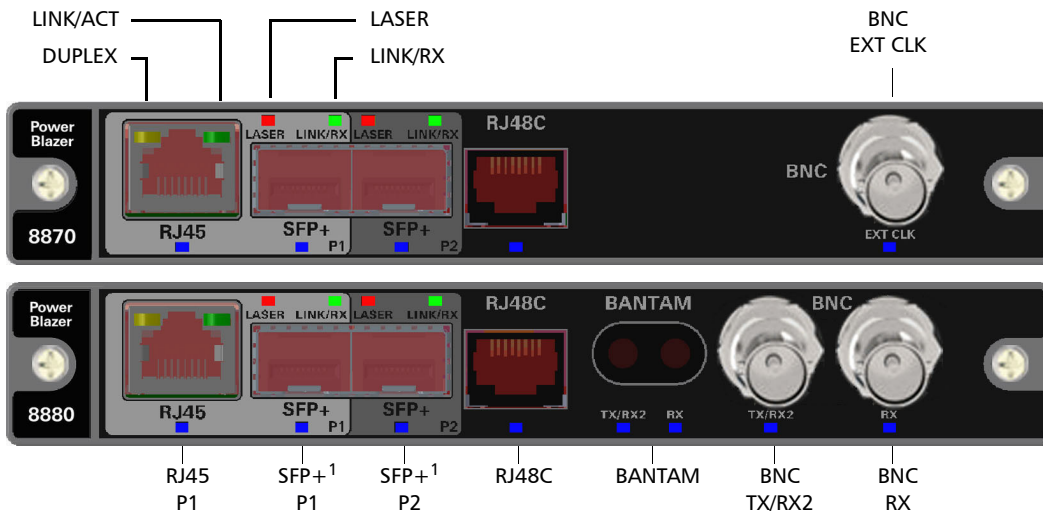 LINK/ACT
DUPLEX
LASER
LINK/RX
BNC
EXT CLK
Power
Blazer
8870
RJ45
LASER LINK/RX LASER LINK/RX
SFP+
P1
SFP+
P2
RJ48C
BNC
EXT CLK
Power
Blazer
8880
RJ45
LASER LINK/RX LASER LINK/RX
SFP+
P1
SFP+
P2
RJ48C
BANTAM
TX/RX2 RX
BNC
TX/RX2
RX
RJ45
P1
SFP+1
P1
SFP+1
P2
RJ48C
BANTAM
BNC
TX/RX2
BNC
RX